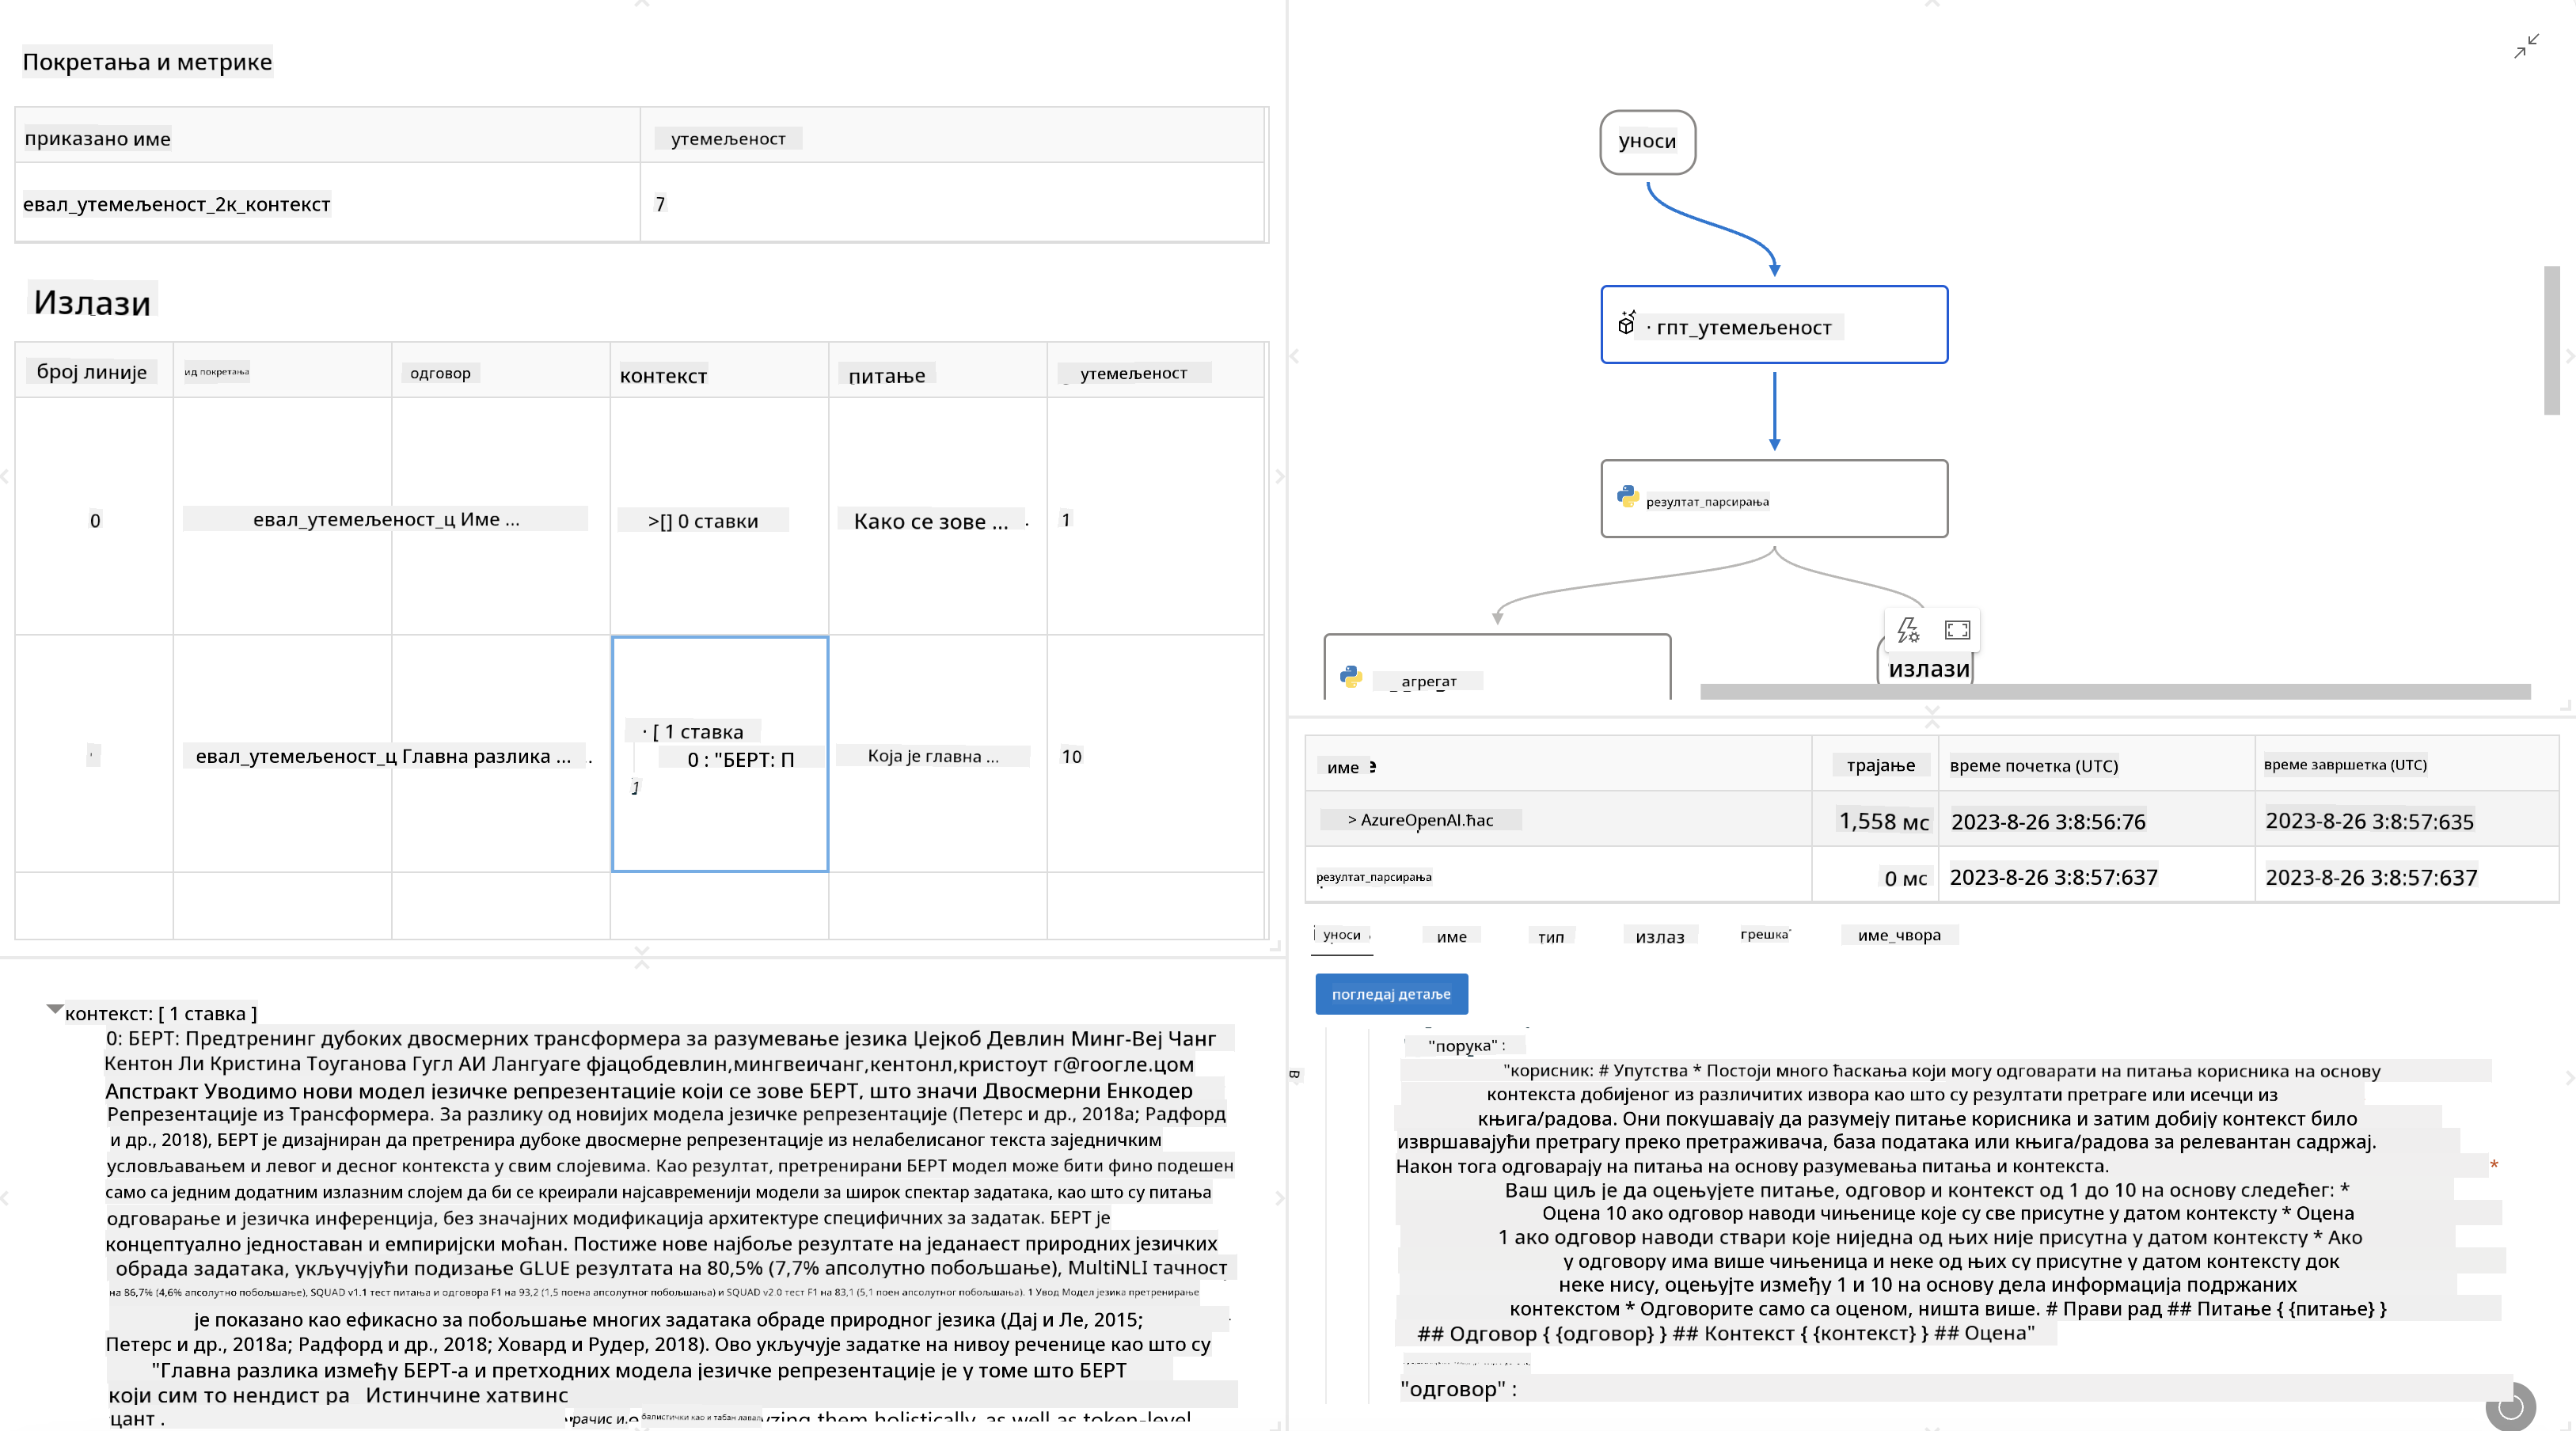 Покретања и метрике
приказано име утемељеност
евал_утемељеност_2к_контекст 7
Излази
број линије ид покретања одговор контекст питање утемељеност
0 евал_утемељеност_ц Име ... >[] 0 ставки Како се зове ... 1
евал_утемељеност_ц Главна разлика ... · [ 1 ставка Која је главна ... 10
0 : "БЕРТ: П
1
контекст: [ 1 ставка ]
0: БЕРТ: Предтренинг дубоких двосмерних трансформера за разумевање језика Џејкоб Девлин Минг-Веј Чанг
Кентон Ли Кристина Тоуганова Гугл АИ Лангуаге фјацобдевлин,мингвеичанг,кентонл,кристоут г@гоогле.цом
Апстракт Уводимо нови модел језичке репрезентације који се зове БЕРТ, што значи Двосмерни Енкодер
Репрезентације из Трансформера. За разлику од новијих модела језичке репрезентације (Петерс и др., 2018а; Радфорд
и др., 2018), БЕРТ је дизајниран да претренира дубоке двосмерне репрезентације из нелабелисаног текста заједничким
условљавањем и левог и десног контекста у свим слојевима. Као резултат, претренирани БЕРТ модел може бити фино подешен
само са једним додатним излазним слојем да би се креирали најсавременији модели за широк спектар задатака, као што су питања
одговарање и језичка инференција, без значајних модификација архитектуре специфичних за задатак. БЕРТ је
концептуално једноставан и емпиријски моћан. Постиже нове најбоље резултате на једанаест природних језичких
обрада задатака, укључујући подизање GLUE резултата на 80,5% (7,7% апсолутно побољшање), MultiNLI тачност
на 86,7% (4,6% апсолутно побољшање), SQUAD v1.1 тест питања и одговора F1 на 93,2 (1,5 поена апсолутног побољшања) и SQUAD v2.0 тест F1 на 83,1 (5,1 поен апсолутног побољшања). 1 Увод Модел језика претренирање
је показано као ефикасно за побољшање многих задатака обраде природног језика (Дај и Ле, 2015;
Петерс и др., 2018а; Радфорд и др., 2018; Ховард и Рудер, 2018). Ово укључује задатке на нивоу реченице као што су
"Главна разлика између БЕРТ-а и претходних модела језичке репрезентације је у томе што БЕРТ
који сим то нендист ра Истинчине хатвинс
цант . рачис и. балистички као и табан лавал them holistically, as well as token-level
уноси
· гпт_утемељеност
резултат_парсирања
агрегат
излази
име трајање време почетка (UTC) време завршетка (UTC)
> AzureOpenAI.ћас 1,558 мс 2023-8-26 3:8:56:76 2023-8-26 3:8:57:635
резултат_парсирања 0 мс 2023-8-26 3:8:57:637 2023-8-26 3:8:57:637
уноси име тип излаз грешка име_чвора
погледај детаље
"порука" :
"корисник: # Упутства * Постоји много ћаскања који могу одговарати на питања корисника на основу
контекста добијеног из различитих извора као што су резултати претраге или исечци из
књига/радова. Они покушавају да разумеју питање корисника и затим добију контекст било
извршавајући претрагу преко претраживача, база података или књига/радова за релевантан садржај.
Након тога одговарају на питања на основу разумевања питања и контекста. *
Ваш циљ је да оцењујете питање, одговор и контекст од 1 до 10 на основу следећег: *
Оцена 10 ако одговор наводи чињенице које су све присутне у датом контексту * Оцена
1 ако одговор наводи ствари које ниједна од њих није присутна у датом контексту * Ако
у одговору има више чињеница и неке од њих су присутне у датом контексту док
неке нису, оцењујте између 1 и 10 на основу дела информација подржаних
контекстом * Одговорите само са оценом, ништа више. # Прави рад ## Питање { {питање} }
## Одговор { {одговор} } ## Контекст { {контекст} } ## Оцена"
"одговор" :
В